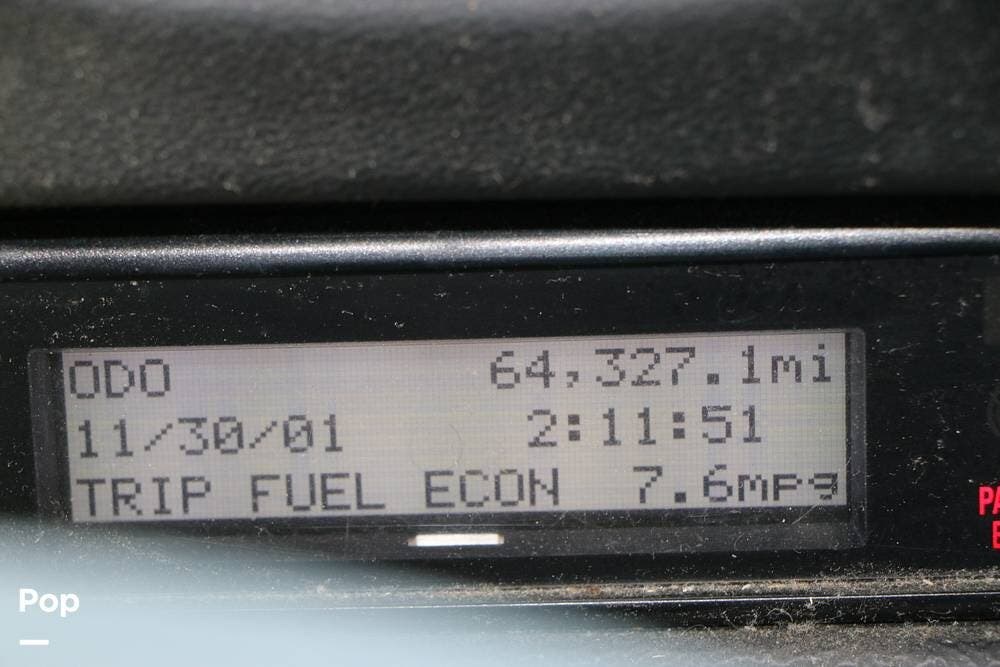 ODO 64,327.1mi
11/30/01 2:11:51
TRIP FUEL ECON 7.6mpg
Pop